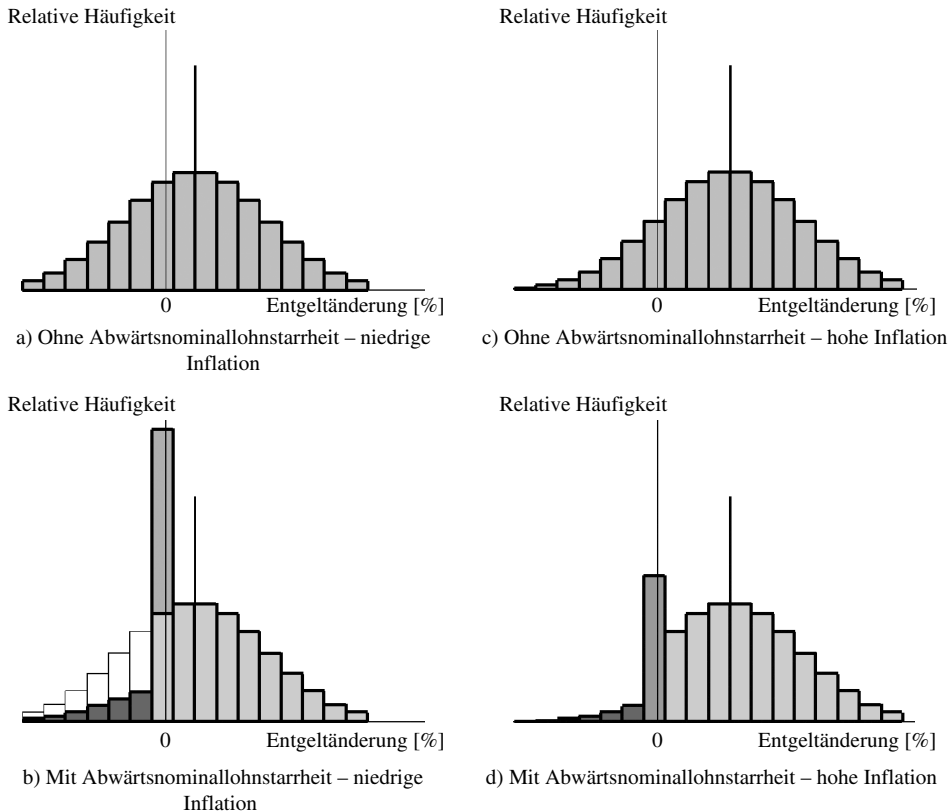 Relative Häufigkeit
0
Entgeltänderung [%]
a) Ohne Abwärtsnominallohnstarrheit – niedrige
Inflation
Relative Häufigkeit
0
Entgeltänderung [%]
c) Ohne Abwärtsnominallohnstarrheit – hohe Inflation
Relative Häufigkeit
0
Entgeltänderung [%]
b) Mit Abwärtsnominallohnstarrheit – niedrige
Inflation
Relative Häufigkeit
0
Entgeltänderung [%]
d) Mit Abwärtsnominallohnstarrheit – hohe Inflation